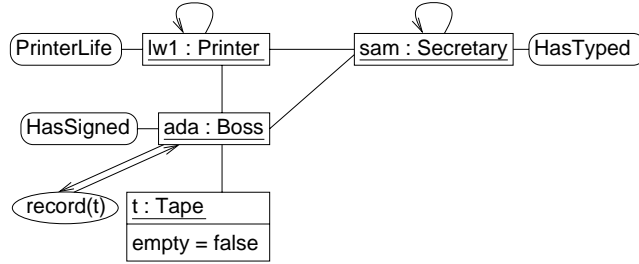 PrinterLife
lw1 : Printer
sam : Secretary
HasTyped
HasSigned
ada : Boss
record(t)
t : Tape
empty = false